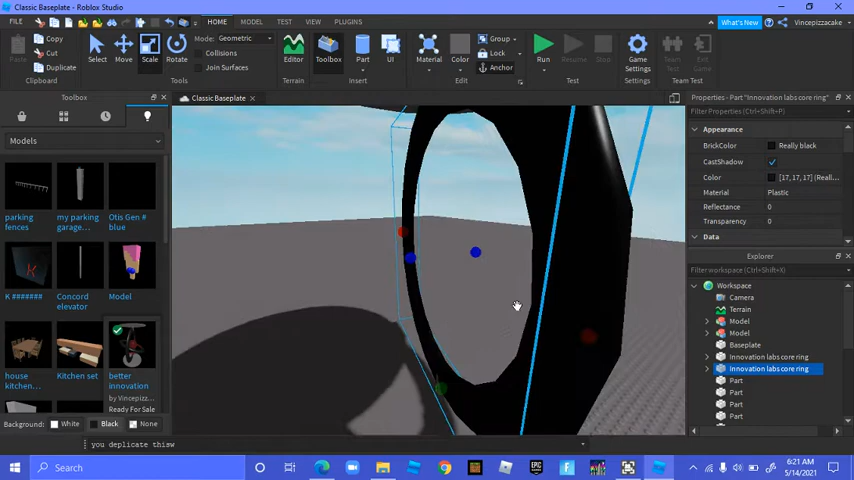 Classic Baseplate - Roblox Studio
FILE HOME MODEL TEST VIEW PLUGINS What's New Vincepizzacake
Paste Copy Cut Duplicate Select Move Scale Rotate Mode: Geometric Collisions Join Surfaces Editor Toolbox Part UI Material Color Group Lock Anchor Run Resume Stop Game Settings Team Test Exit Game
Clipboard Tools Terrain Insert Edit Settings Test Team Test
Toolbox
Classic Baseplate
Models
parking fences
my parking garage...
Otis Gen # blue
K #######
Concord elevator
Model
house kitchen...
Kitchen set
better innovation
by Vincepizz...
Ready For Sale
Background: White Black None
you duplicate thisw
Properties - Part "Innovation labs core ring"
Filter Properties (Ctrl+Shift+P)
Appearance
BrickColor Really black
CastShadow
Color [17, 17, 17] (Reall...
Material Plastic
Reflectance 0
Transparency 0
Data
Explorer
Filter workspace (Ctrl+Shift+X)
Workspace
Camera
Terrain
Model
Model
Baseplate
Innovation labs core ring
Innovation labs core ring
Part
Part
Part
Part
Search
EPIC GAMES
6:21 AM
5/14/2021